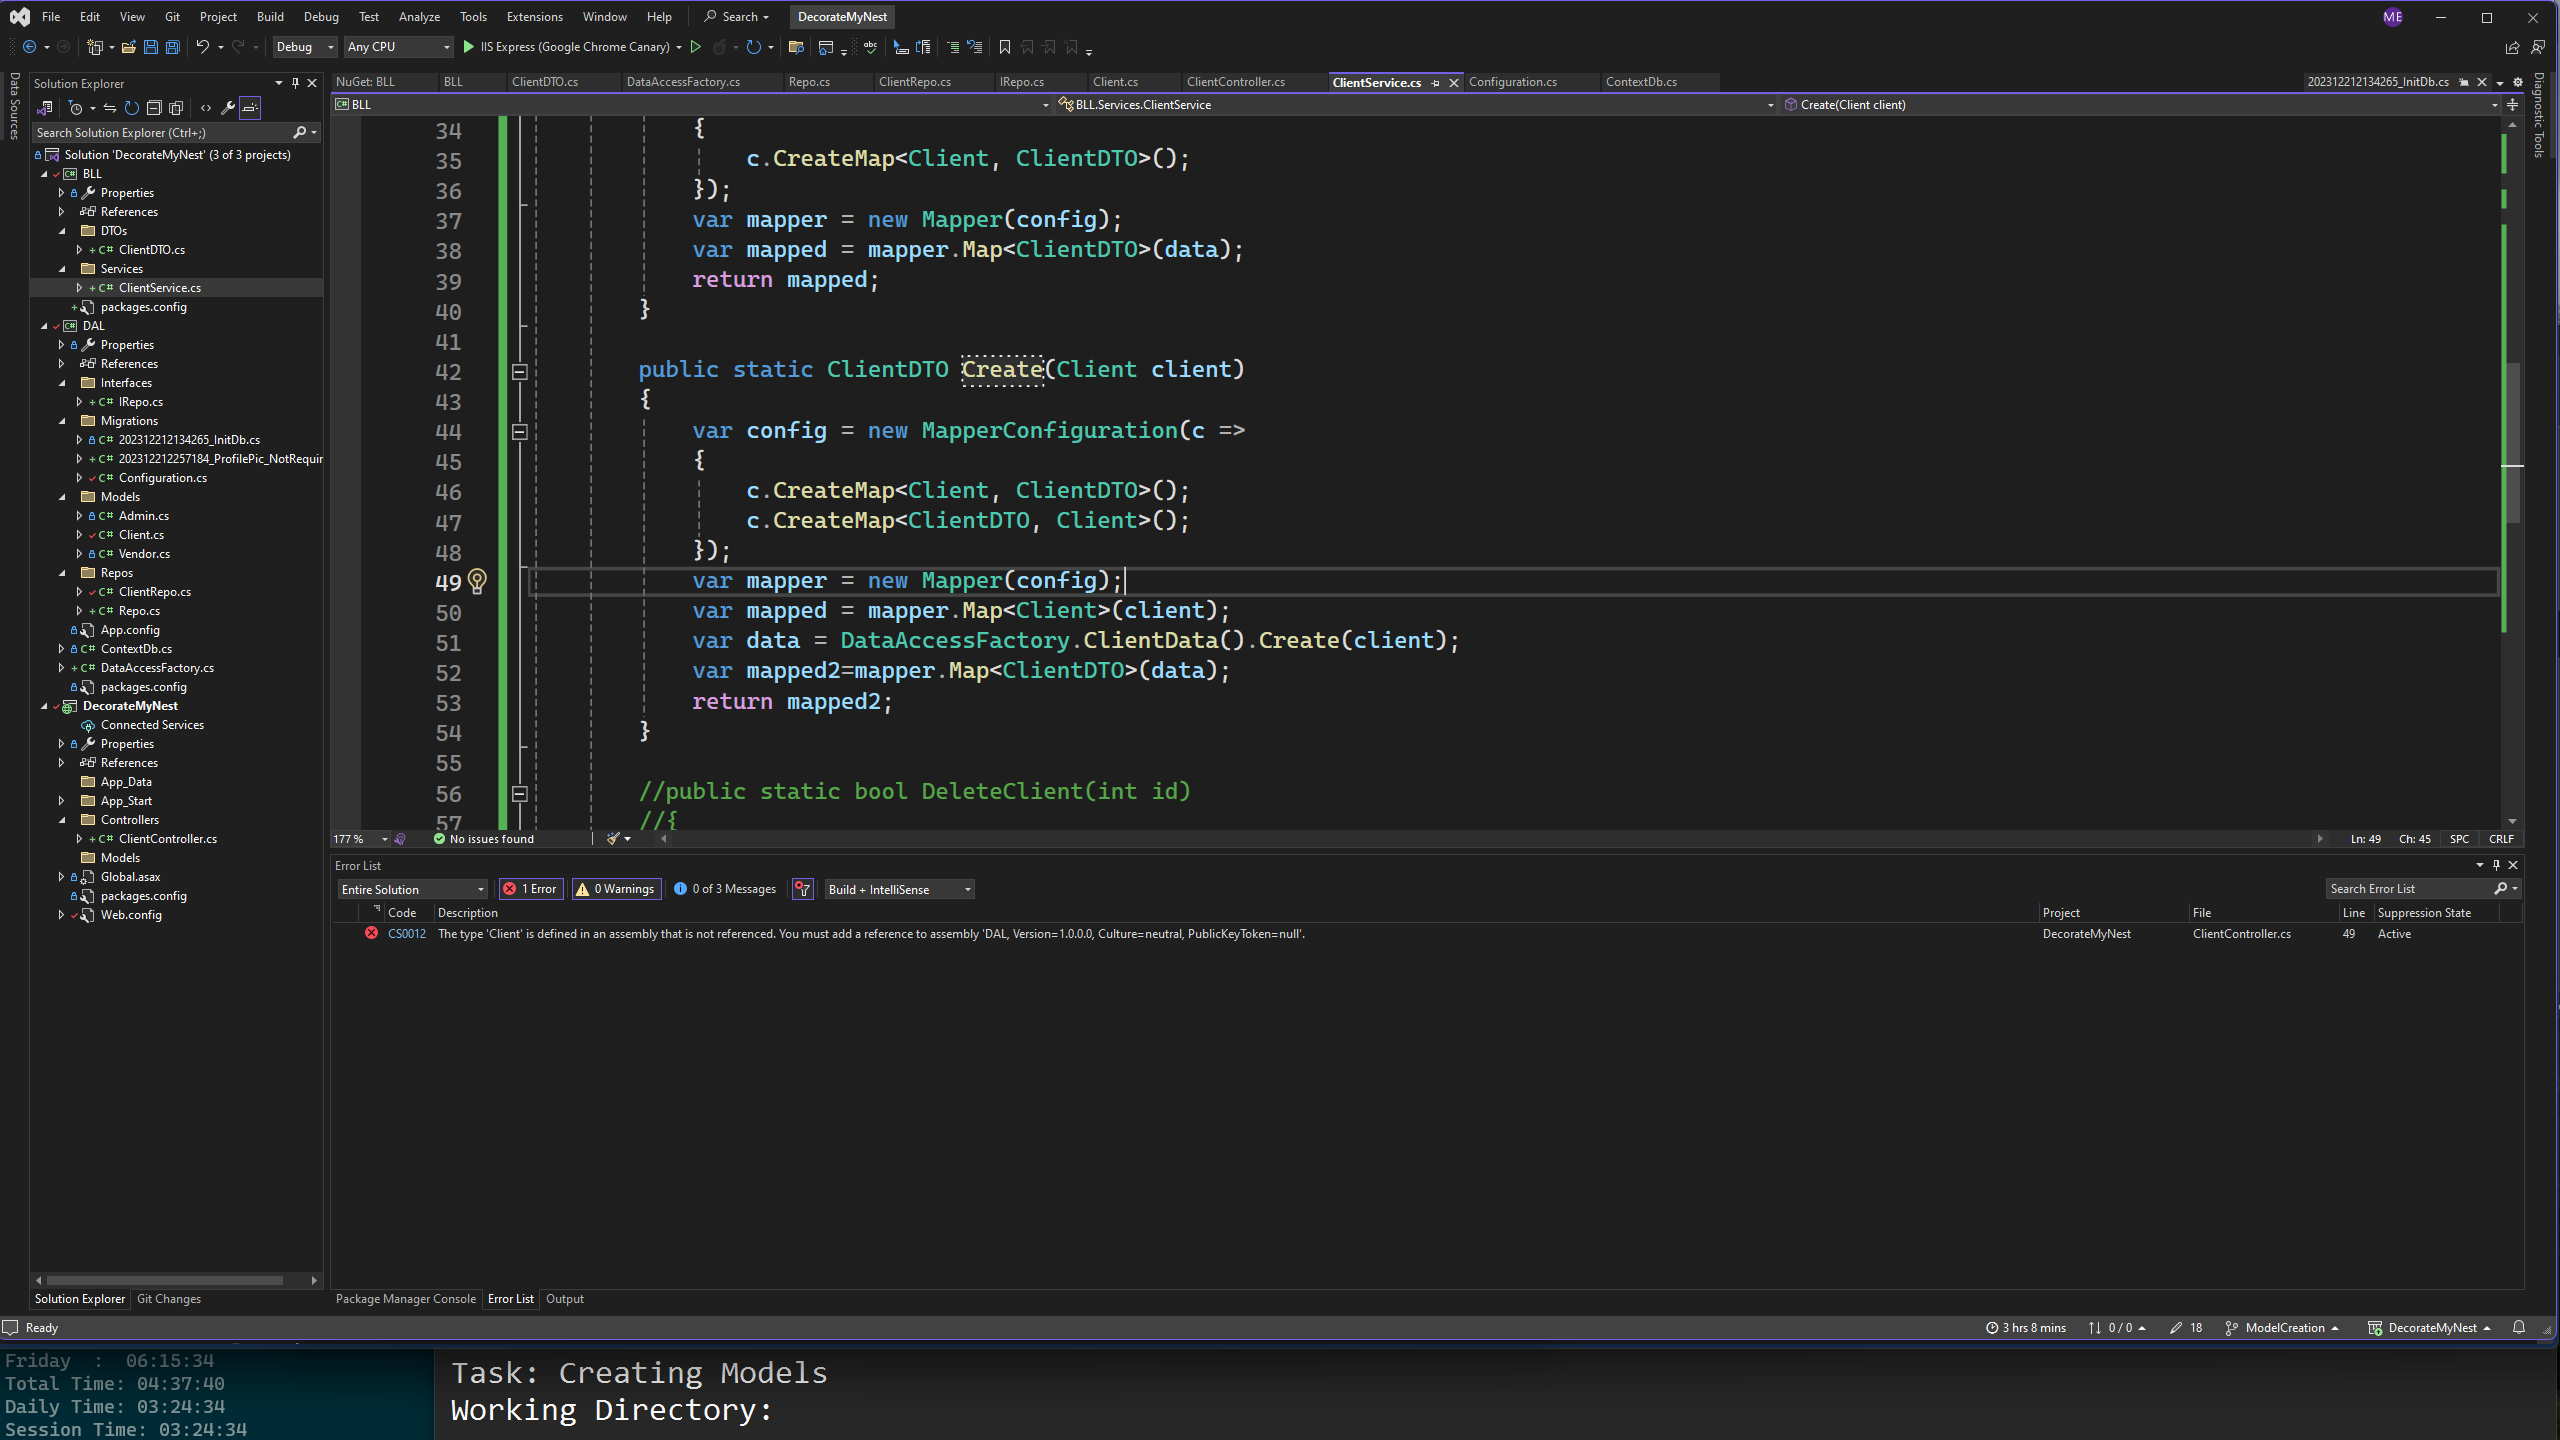 File Edit View Git Project Build Debug Test Analyze Tools Extensions Window Help Search DecorateMyNest ME
Debug Any CPU IIS Express (Google Chrome Canary)
Data Sources
Solution Explorer
Search Solution Explorer (Ctrl+;)
Solution 'DecorateMyNest' (3 of 3 projects)
BLL
Properties
References
DTOs
C# ClientDTO.cs
Services
C# ClientService.cs
packages.config
DAL
Properties
References
Interfaces
C# IRepo.cs
Migrations
C# 202312212134265_InitDb.cs
C# 202312212257184_ProfilePic_NotRequir
C# Configuration.cs
Models
C# Admin.cs
C# Client.cs
C# Vendor.cs
Repos
C# ClientRepo.cs
C# Repo.cs
App.config
C# ContextDb.cs
C# DataAccessFactory.cs
packages.config
DecorateMyNest
Connected Services
Properties
References
App_Data
App_Start
Controllers
C# ClientController.cs
Models
Global.asax
packages.config
Web.config
Solution Explorer Git Changes
NuGet: BLL BLL ClientDTO.cs DataAccessFactory.cs Repo.cs ClientRepo.cs IRepo.cs Client.cs ClientController.cs ClientService.cs Configuration.cs ContextDb.cs 202312212134265_InitDb.cs
BLL BLL.Services.ClientService Create(Client client)
34 {
35 c.CreateMap<Client, ClientDTO>();
36 });
37 var mapper = new Mapper(config);
38 var mapped = mapper.Map<ClientDTO>(data);
39 return mapped;
40 }
41
42 public static ClientDTO Create(Client client)
43 {
44 var config = new MapperConfiguration(c =>
45 {
46 c.CreateMap<Client, ClientDTO>();
47 c.CreateMap<ClientDTO, Client>();
48 });
49 var mapper = new Mapper(config);
50 var mapped = mapper.Map<Client>(client);
51 var data = DataAccessFactory.ClientData().Create(client);
52 var mapped2=mapper.Map<ClientDTO>(data);
53 return mapped2;
54 }
55
56 //public static bool DeleteClient(int id)
57 //{
177 % No issues found Ln: 49 Ch: 45 SPC CRLF
Diagnostic Tools
Error List
Entire Solution 1 Error 0 Warnings 0 of 3 Messages Build + IntelliSense Search Error List
Code Description Project File Line Suppression State
CS0012 The type 'Client' is defined in an assembly that is not referenced. You must add a reference to assembly 'DAL, Version=1.0.0.0, Culture=neutral, PublicKeyToken=null'. DecorateMyNest ClientController.cs 49 Active
Package Manager Console Error List Output
Ready 3 hrs 8 mins 0 / 0 18 ModelCreation DecorateMyNest
Friday : 06:15:34
Total Time: 04:37:40
Daily Time: 03:24:34
Session Time: 03:24:34
Task: Creating Models
Working Directory: